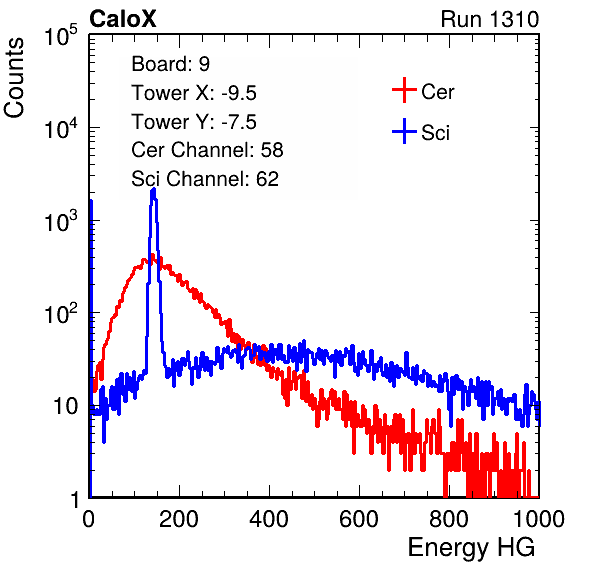 CaloX Run 1310
Counts
Board: 9
Tower X: -9.5
Tower Y: -7.5
Cer Channel: 58
Sci Channel: 62
Cer
Sci
10^5
10^4
10^3
10^2
10
1
0 200 400 600 800 1000
Energy HG